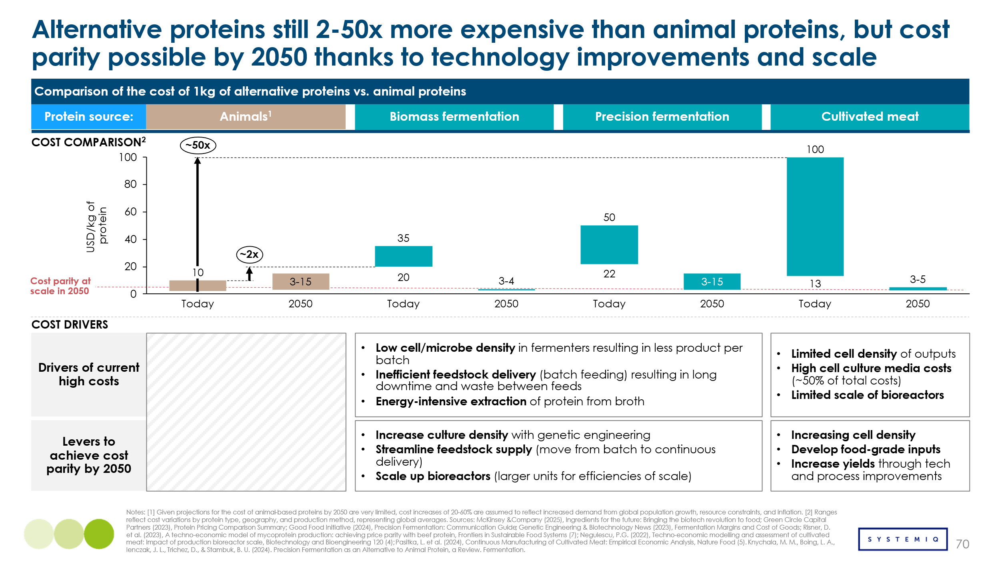 Alternative proteins still 2-50x more expensive than animal proteins, but cost
parity possible by 2050 thanks to technology improvements and scale
Comparison of the cost of 1kg of alternative proteins vs. animal proteins
Protein source:
Animals1
Biomass fermentation
Precision fermentation
Cultivated meat
COST COMPARISON2
USD/kg of
protein
100
80
60
40
20
0
Cost parity at
scale in 2050
~50x
~2x
10
3-15
35
20
3-4
50
22
3-15
100
13
3-5
Today
2050
Today
2050
Today
2050
Today
2050
COST DRIVERS
Drivers of current
high costs
• Low cell/microbe density in fermenters resulting in less product per
batch
• Inefficient feedstock delivery (batch feeding) resulting in long
downtime and waste between feeds
• Energy-intensive extraction of protein from broth
• Limited cell density of outputs
• High cell culture media costs
(~50% of total costs)
• Limited scale of bioreactors
Levers to
achieve cost
parity by 2050
• Increase culture density with genetic engineering
• Streamline feedstock supply (move from batch to continuous
delivery)
• Scale up bioreactors (larger units for efficiencies of scale)
• Increasing cell density
• Develop food-grade inputs
• Increase yields through tech
and process improvements
Notes: [1] Given projections for the cost of animal-based proteins by 2050 are very limited, cost increases of 20-60% are assumed to reflect increased demand from global population growth, resource constraints, and inflation. [2] Ranges
reflect cost variations by protein type, geography, and production method, representing global averages. Sources: McKinsey &Company (2025), Ingredients for the future: Bringing the biotech revolution to food; Green Circle Capital
Partners (2023), Protein Pricing Comparison Summary; Good Food Initiative (2024), Precision Fermentation: Communication Guide; Genetic Engineering & Biotechnology News (2023), Fermentation Margins and Cost of Goods; Risner, D.
et al. (2023), A techno-economic model of mycoprotein production: achieving price parity with beef protein, Frontiers in Sustainable Food Systems (7); Negulescu, P.G. (2022), Techno-economic modelling and assessment of cultivated
meat: Impact of production bioreactor scale, Biotechnology and Bioengineering 120 (4); Pasitka, L. et al. (2024), Continuous Manufacturing of Cultivated Meat: Empirical Economic Analysis, Nature Food (5). Knychala, M. M., Boing, L. A.,
Ienczak, J. L., Trichez, D., & Stambuk, B. U. (2024). Precision Fermentation as an Alternative to Animal Protein, a Review. Fermentation.
SYSTEMIQ
70